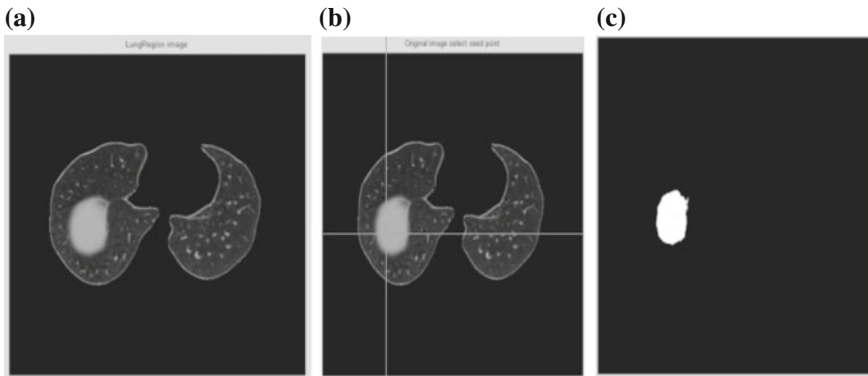 (a)
(b)
(c)
LungRegion image
Original image select seed point